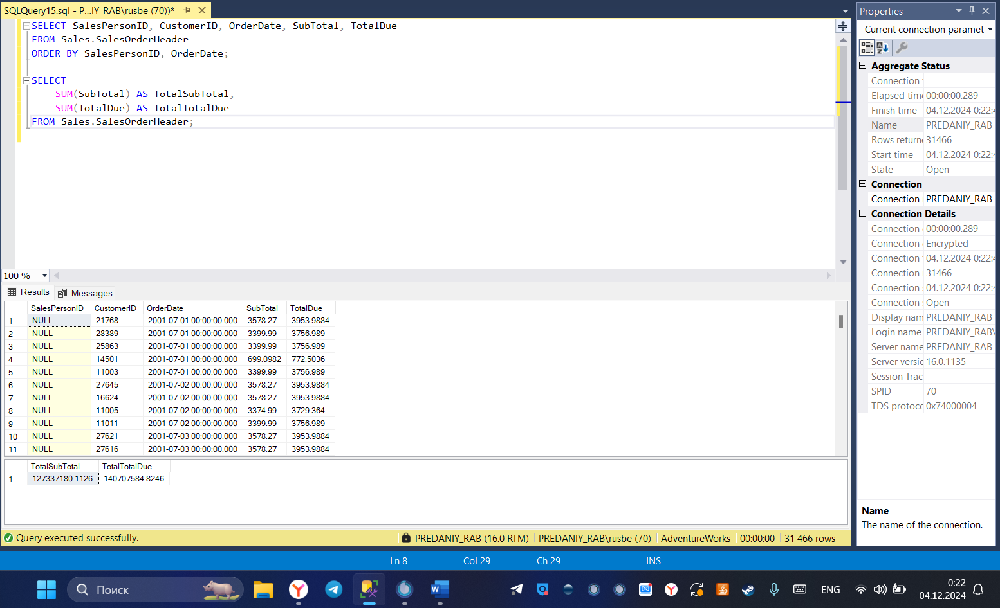 SQLQuery15.sql - P...IY_RAB\rusbe (70))*
SELECT SalesPersonID, CustomerID, OrderDate, SubTotal, TotalDue
FROM Sales.SalesOrderHeader
ORDER BY SalesPersonID, OrderDate;
SELECT
SUM(SubTotal) AS TotalSubTotal,
SUM(TotalDue) AS TotalTotalDue
FROM Sales.SalesOrderHeader;
100 %
Results Messages
SalesPersonID CustomerID OrderDate SubTotal TotalDue
1 NULL 21768 2001-07-01 00:00:00.000 3578.27 3953.9884
2 NULL 28389 2001-07-01 00:00:00.000 3399.99 3756.989
3 NULL 25863 2001-07-01 00:00:00.000 3399.99 3756.989
4 NULL 14501 2001-07-01 00:00:00.000 699.0982 772.5036
5 NULL 11003 2001-07-01 00:00:00.000 3399.99 3756.989
6 NULL 27645 2001-07-02 00:00:00.000 3578.27 3953.9884
7 NULL 16624 2001-07-02 00:00:00.000 3578.27 3953.9884
8 NULL 11005 2001-07-02 00:00:00.000 3374.99 3729.364
9 NULL 11011 2001-07-02 00:00:00.000 3399.99 3756.989
10 NULL 27621 2001-07-03 00:00:00.000 3578.27 3953.9884
11 NULL 27616 2001-07-03 00:00:00.000 3578.27 3953.9884
TotalSubTotal TotalTotalDue
1 127337180.1126 140707584.8246
Query executed successfully. PREDANIY_RAB (16.0 RTM) PREDANIY_RAB\rusbe (70) AdventureWorks 00:00:00 31 466 rows
Properties
Current connection paramet
Aggregate Status
Connection
Elapsed time 00:00:00.289
Finish time 04.12.2024 0:22:4
Name PREDANIY_RAB
Rows returne 31466
Start time 04.12.2024 0:22:4
State Open
Connection
Connection PREDANIY_RAB
Connection Details
Connection 00:00:00.289
Connection Encrypted
Connection 04.12.2024 0:22:4
Connection 31466
Connection 04.12.2024 0:22:4
Connection Open
Display nam PREDANIY_RAB
Login name PREDANIY_RAB\
Server name PREDANIY_RAB
Server versic 16.0.1135
Session Trac
SPID 70
TDS protocc 0x74000004
Name
The name of the connection.
Ln 8 Col 29 Ch 29 INS
Поиск
ENG
0:22
04.12.2024